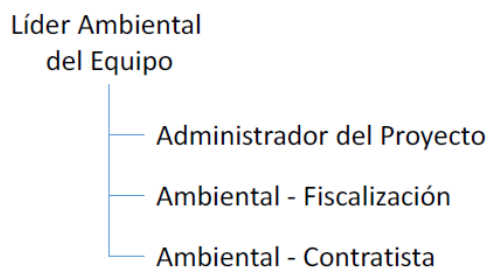 Líder Ambiental
del Equipo
Administrador del Proyecto
Ambiental - Fiscalización
Ambiental - Contratista